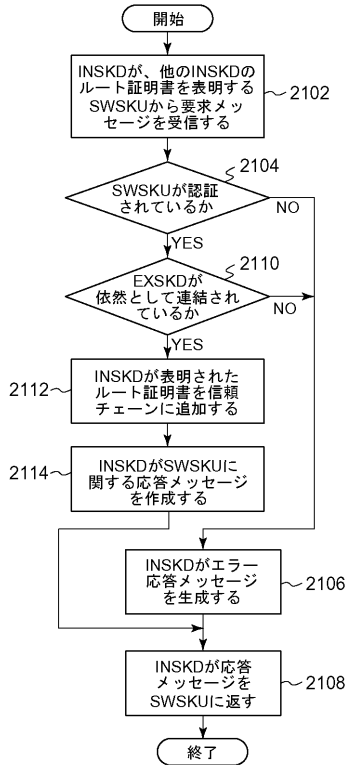 開始
INSKDが、他のINSKDの
ルート証明書を表明する
SWSKUから要求メッ
セージを受信する
2102
2104
SWSKUが認証
されているか
NO
YES
2110
EXSKDが
依然として連結され
ているか
NO
YES
2112
INSKDが表明された
ルート証明書を信頼
チェーンに追加する
2114
INSKDがSWSKUに
関する応答メッセージ
を作成する
INSKDがエラー
応答メッセージ
を生成する
2106
INSKDが応答
メッセージを
SWSKUに返す
2108
終了